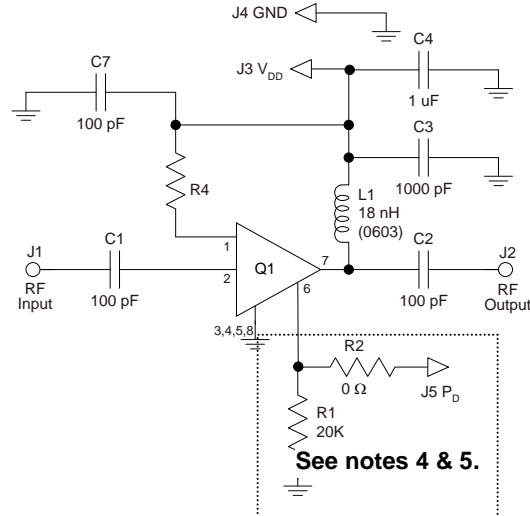 J4 GND
C7
100 pF
J3 VDD
C4
1 uF
C3
1000 pF
R4
L1
18 nH
(0603)
J1
RF
Input
C1
100 pF
1
2
Q1
7
6
3,4,5,8
C2
100 pF
J2
RF
Output
R2
0 Ω
J5 PD
R1
20K
See notes 4 & 5.